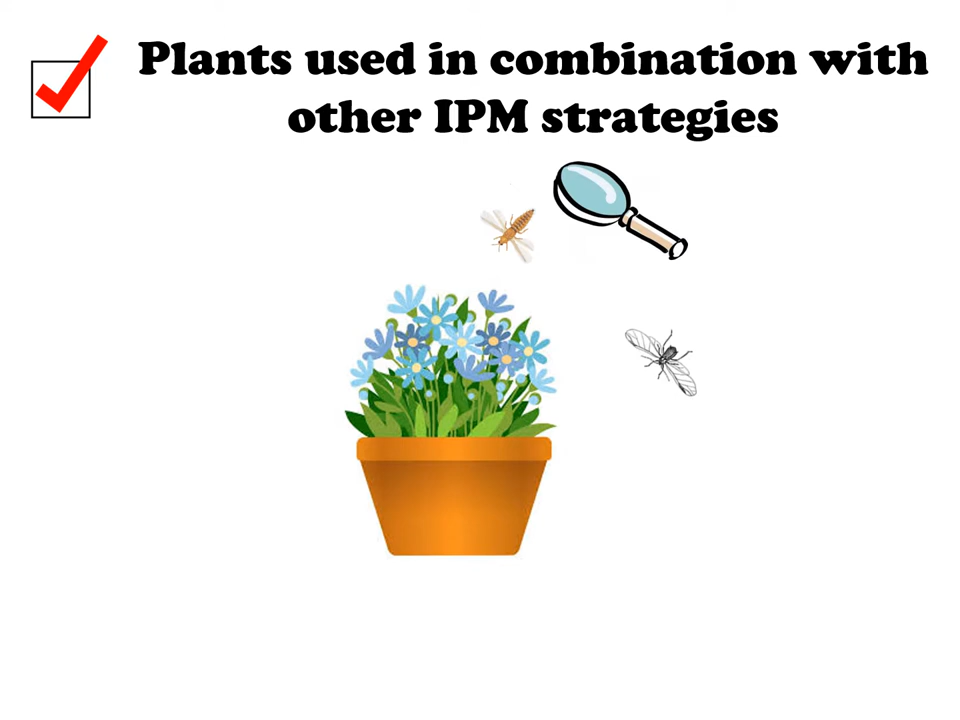 Plants used in combination with
other IPM strategies